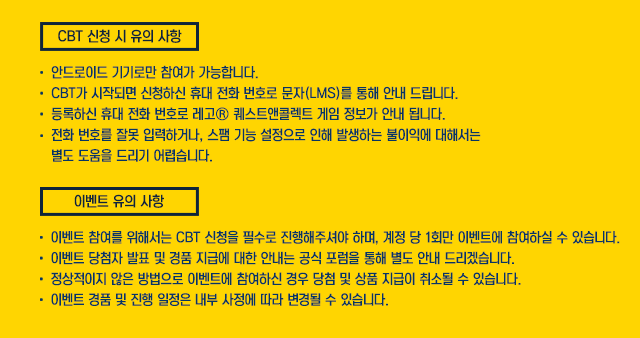 CBT 신청 시 유의 사항
• 안드로이드 기기로만 참여가 가능합니다.
• CBT가 시작되면 신청하신 휴대 전화 번호로 문자(LMS)를 통해 안내 드립니다.
• 등록하신 휴대 전화 번호로 레고® 퀘스트앤콜렉트 게임 정보가 안내 됩니다.
• 전화 번호를 잘못 입력하거나, 스팸 기능 설정으로 인해 발생하는 불이익에 대해서는
별도 도움을 드리기 어렵습니다.
이벤트 유의 사항
• 이벤트 참여를 위해서는 CBT 신청을 필수로 진행해주셔야 하며, 계정 당 1회만 이벤트에 참여하실 수 있습니다.
• 이벤트 당첨자 발표 및 경품 지급에 대한 안내는 공식 포럼을 통해 별도 안내 드리겠습니다.
• 정상적이지 않은 방법으로 이벤트에 참여하신 경우 당첨 및 상품 지급이 취소될 수 있습니다.
• 이벤트 경품 및 진행 일정은 내부 사정에 따라 변경될 수 있습니다.